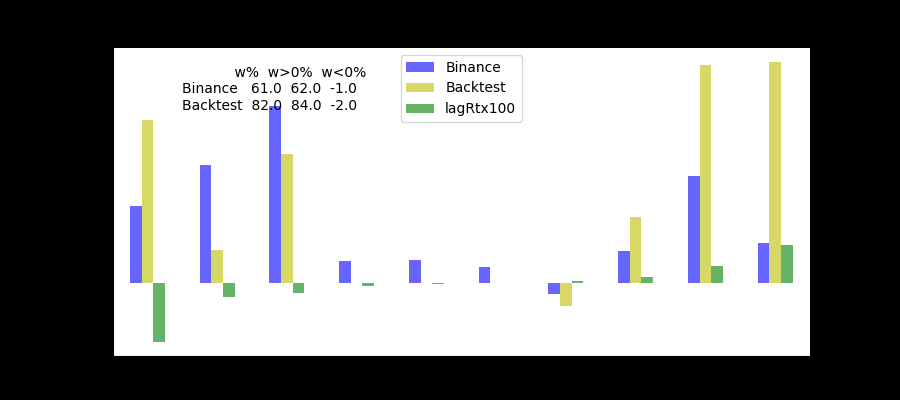 w% w>0% w<0%
Binance 61.0 62.0 -1.0
Backtest 82.0 84.0 -2.0
Binance
Backtest
lagRtx100